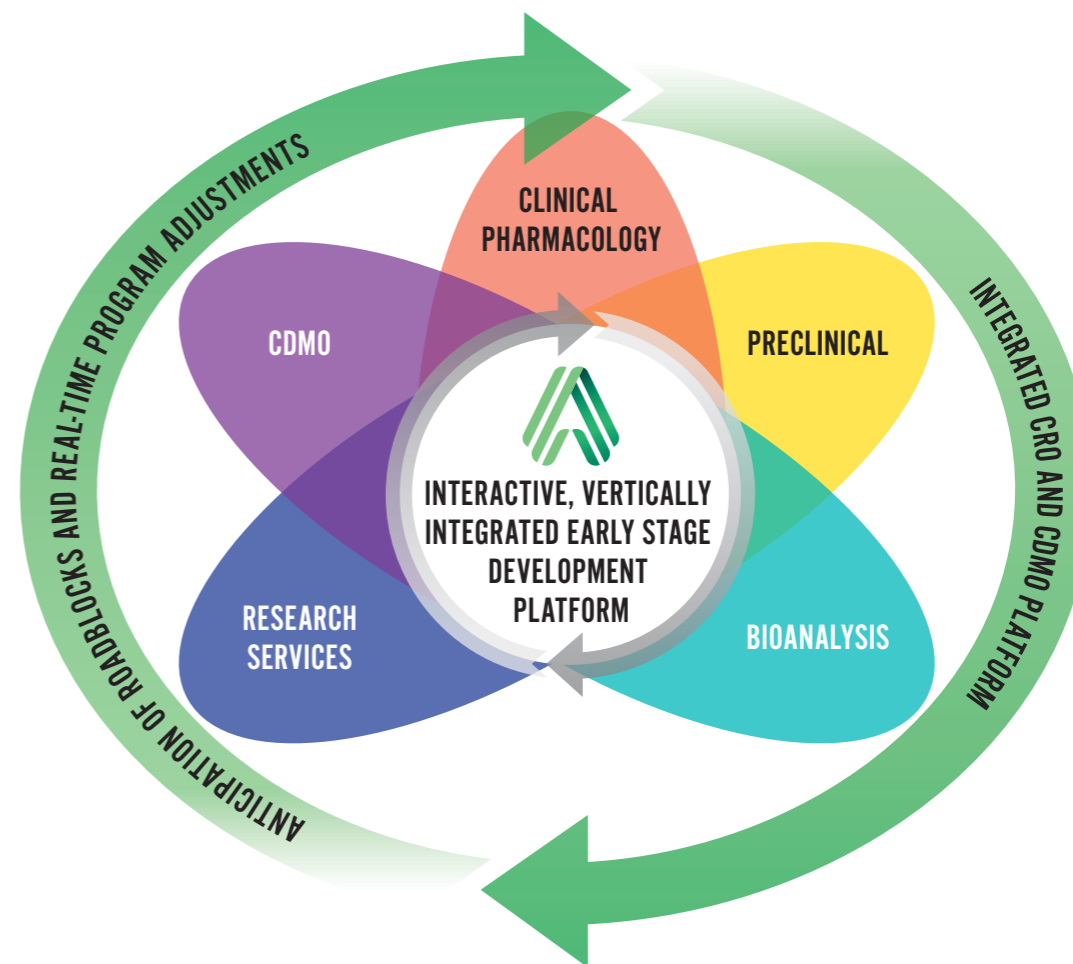 ANTICIPATION OF ROADBLOCKS AND REAL-TIME PROGRAM ADJUSTMENTS
INTEGRATED CRO AND CDMO PLATFORM
CLINICAL
PHARMACOLOGY
CDMO
PRECLINICAL
INTERACTIVE, VERTICALLY
INTEGRATED EARLY STAGE
DEVELOPMENT
PLATFORM
RESEARCH
SERVICES
BIOANALYSIS